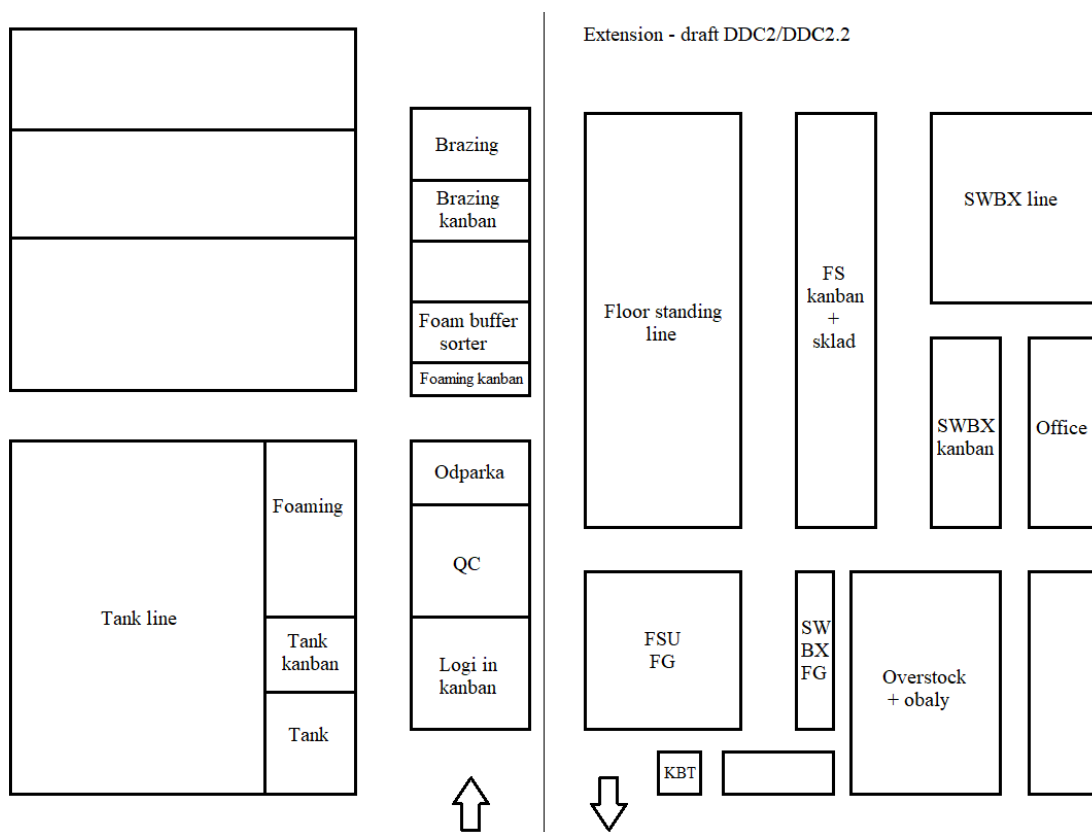 Extension - draft DDC2/DDC2.2
Brazing
Brazing
kanban
Foam buffer
sorter
Foaming kanban
Odparka
QC
Logi in
kanban
Foaming
Tank line
Tank
kanban
Tank
Floor standing
line
FS
kanban
+
sklad
SWBX line
SWBX
kanban
Office
FSU
FG
SW
BX
FG
Overstock
+ obaly
KBT